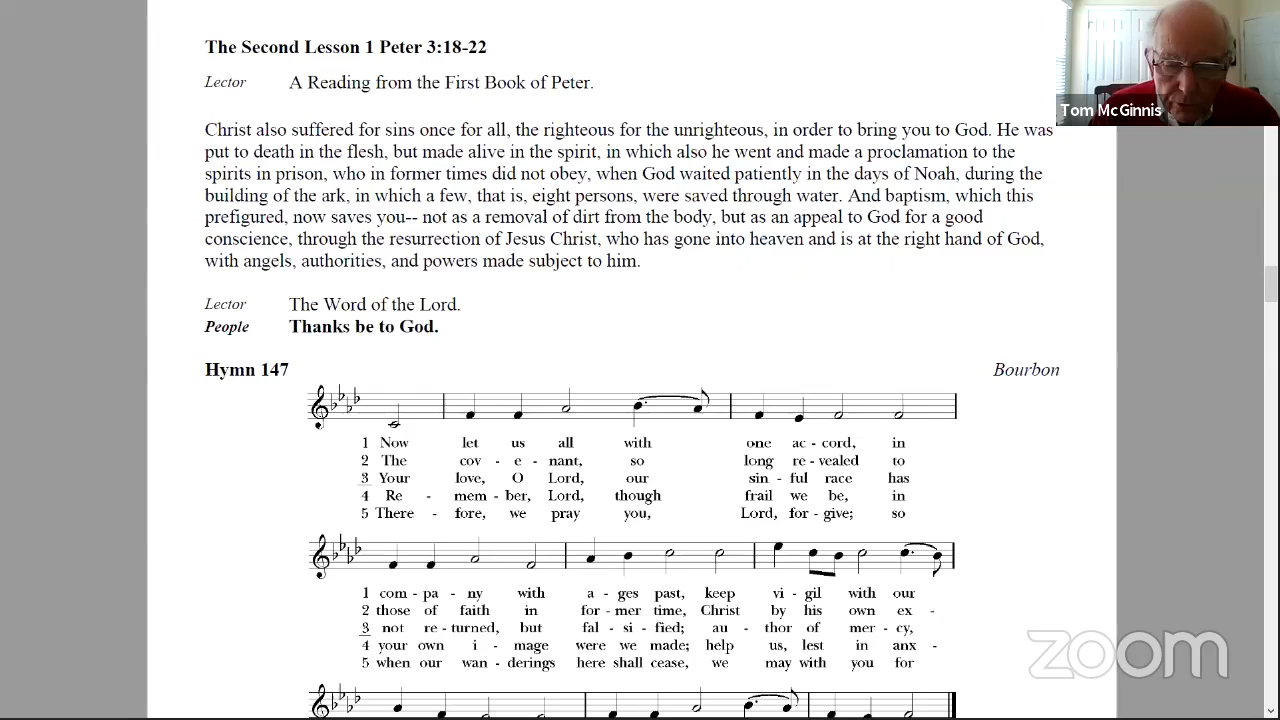 The Second Lesson 1 Peter 3:18-22
Tom McGinnis
Lector A Reading from the First Book of Peter.
Christ also suffered for sins once for all, the righteous for the unrighteous, in order to bring you to God. He was
put to death in the flesh, but made alive in the spirit, in which also he went and made a proclamation to the
spirits in prison, who in former times did not obey, when God waited patiently in the days of Noah, during the
building of the ark, in which a few, that is, eight persons, were saved through water. And baptism, which this
prefigured, now saves you-- not as a removal of dirt from the body, but as an appeal to God for a good
conscience, through the resurrection of Jesus Christ, who has gone into heaven and is at the right hand of God,
with angels, authorities, and powers made subject to him.
Lector The Word of the Lord.
People Thanks be to God.
Hymn 147 Bourbon
1 Now let us all with one ac - cord, in
2 The cov - e - nant, so long re - vealed to
3 Your love, O Lord, our sin - ful race has
4 Re - mem - ber, Lord, though frail we be, in
5 There - fore, we pray you, Lord, for - give; so
1 com - pa - ny with a - ges past, keep vi - gil with our
2 those of faith in for - mer time, Christ by his own ex -
3 not re - turned, but fal - si - fied; au - thor of mer - cy,
4 your own i - mage were we made; help us, lest in anx -
5 when our wan - derings here shall cease, we may with you for
zoom